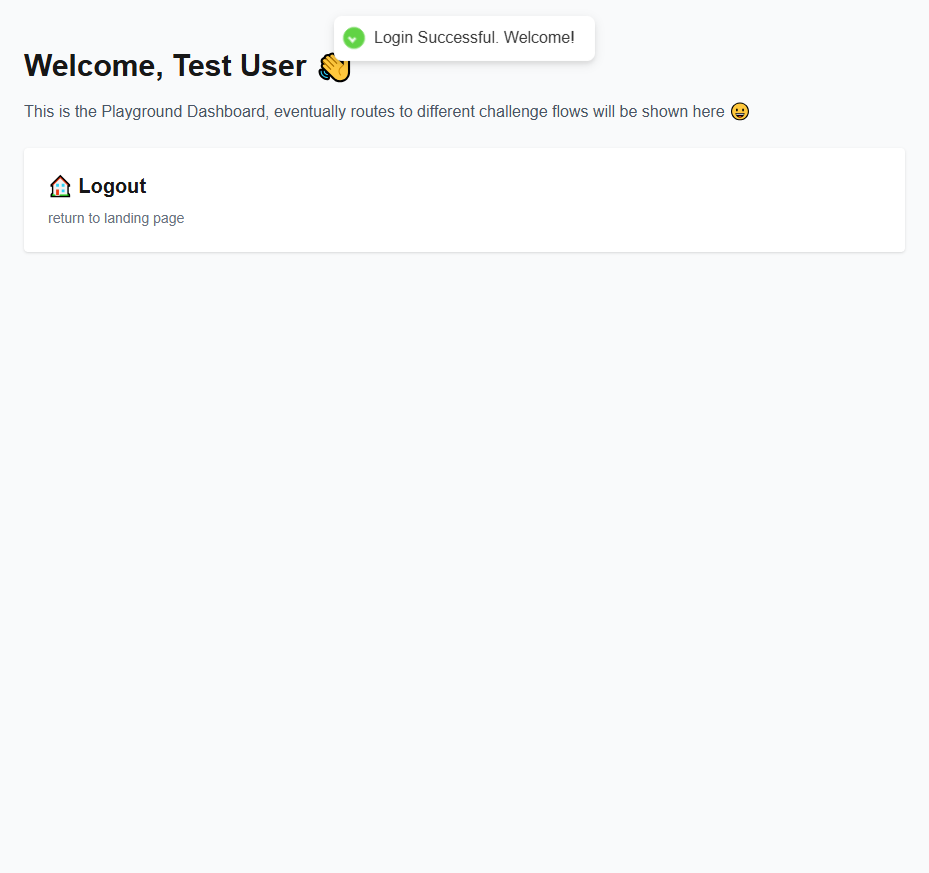 Login Successful. Welcome!
Welcome, Test User 👋
This is the Playground Dashboard, eventually routes to different challenge flows will be shown here 😀
🏠 Logout
return to landing page